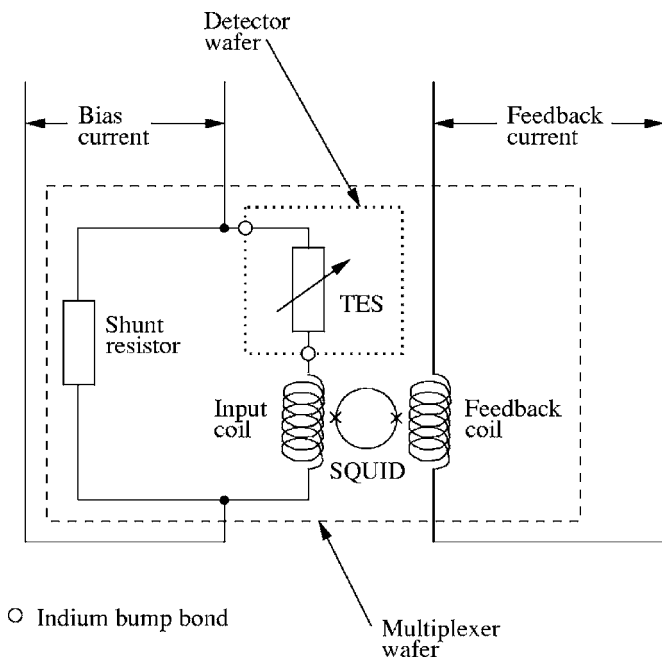 Detector
wafer
Bias
current
Feedback
current
TES
Shunt
resistor
Input
coil
SQUID
Feedback
coil
Indium bump bond
Multiplexer
wafer